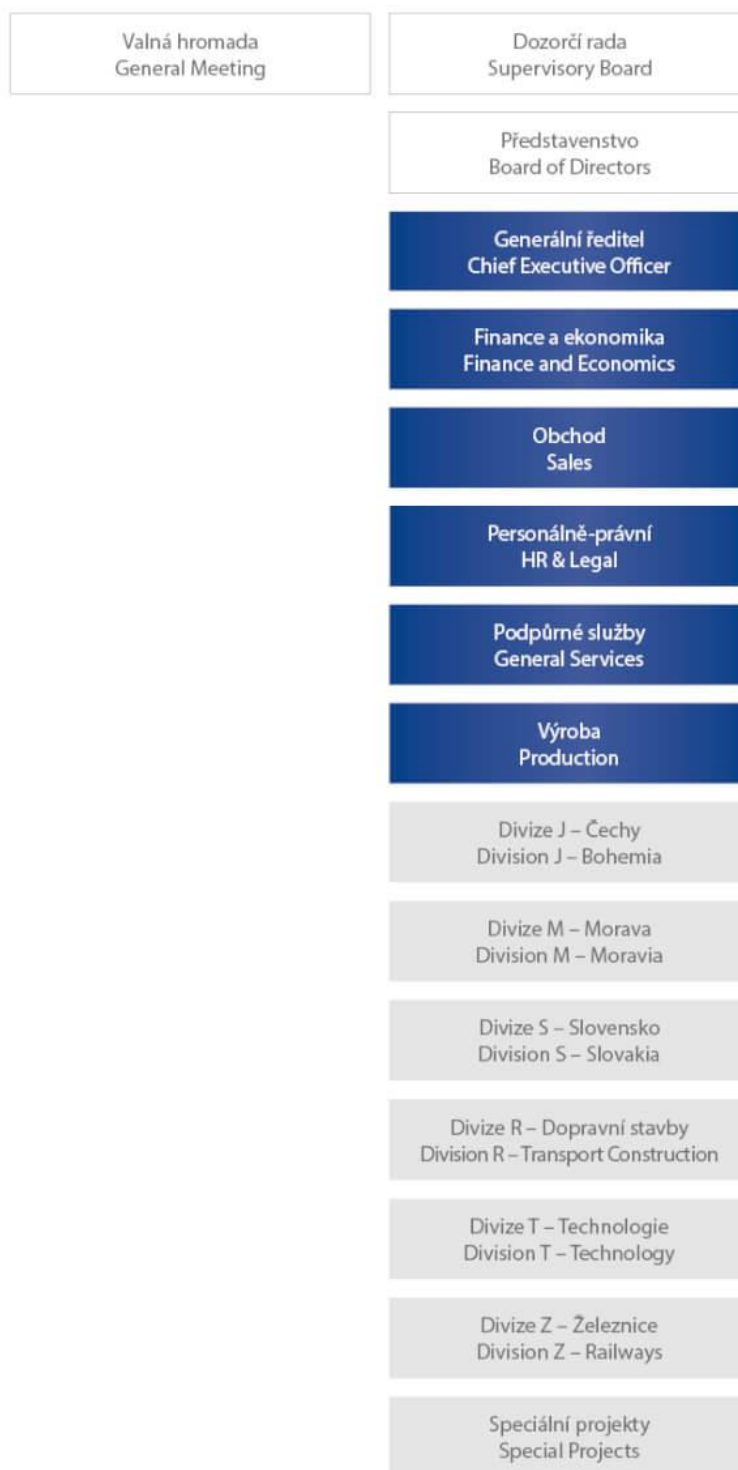 Valná hromada
General Meeting
Dozorčí rada
Supervisory Board
Představenstvo
Board of Directors
Generální ředitel
Chief Executive Officer
Finance a ekonomika
Finance and Economics
Obchod
Sales
Personálně-právní
HR & Legal
Podpůrné služby
General Services
Výroba
Production
Divize J – Čechy
Division J – Bohemia
Divize M – Morava
Division M – Moravia
Divize S – Slovensko
Division S – Slovakia
Divize R – Dopravní stavby
Division R – Transport Construction
Divize T – Technologie
Division T – Technology
Divize Z – Železnice
Division Z – Railways
Speciální projekty
Special Projects